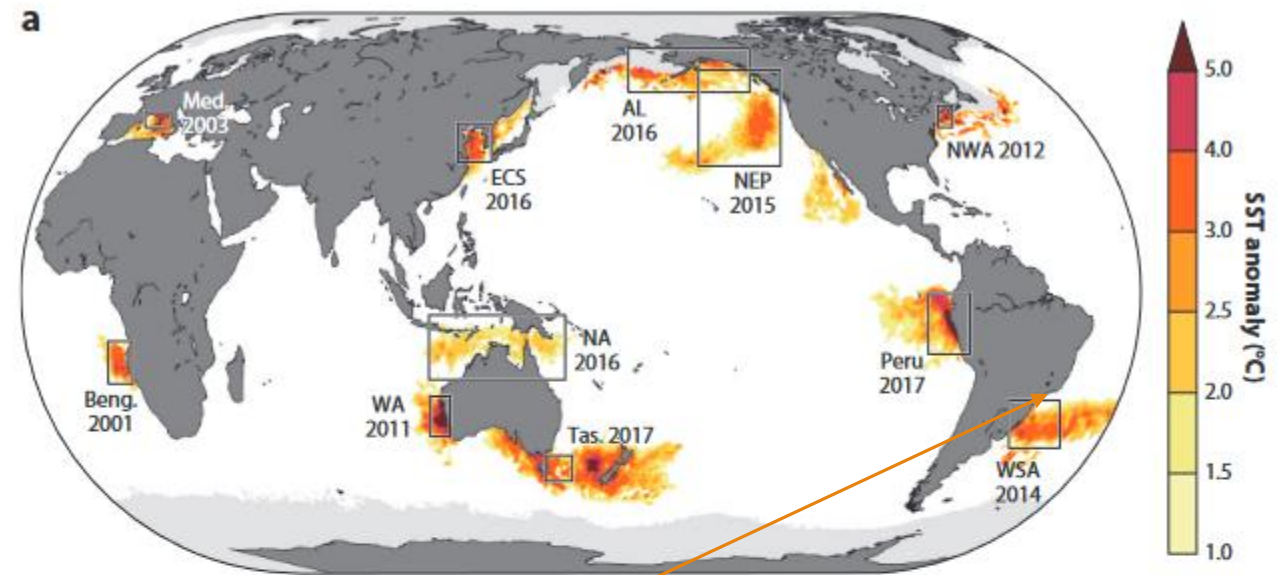 a
Med.
2003
AL
2016
NWA 2012
ECS
2016
NEP
2015
NA
2016
Peru
2017
Beng.
2001
WA
2011
Tas. 2017
WSA
2014
5.0
4.0
3.0
2.5
2.0
1.5
1.0
SST anomaly (°C)